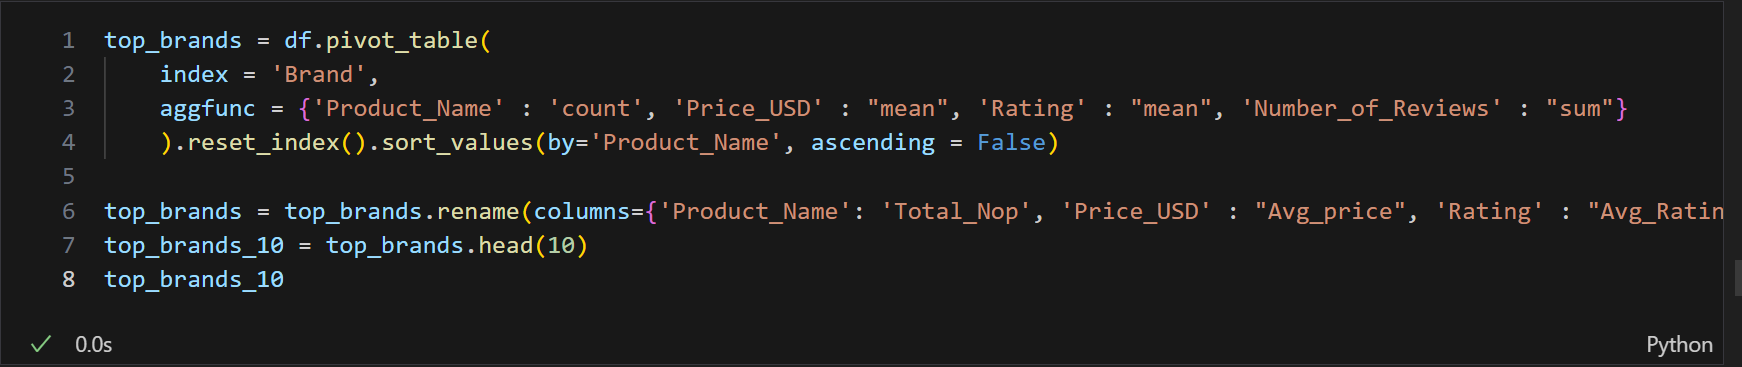 1 top_brands = df.pivot_table(
2 index = 'Brand',
3 aggfunc = {'Product_Name' : 'count', 'Price_USD' : "mean", 'Rating' : "mean", 'Number_of_Reviews' : "sum"}
4 ).reset_index().sort_values(by='Product_Name', ascending = False)
5
6 top_brands = top_brands.rename(columns={'Product_Name': 'Total_Nop', 'Price_USD' : "Avg_price", 'Rating' : "Avg_Ratin
7 top_brands_10 = top_brands.head(10)
8 top_brands_10
0.0s
Python